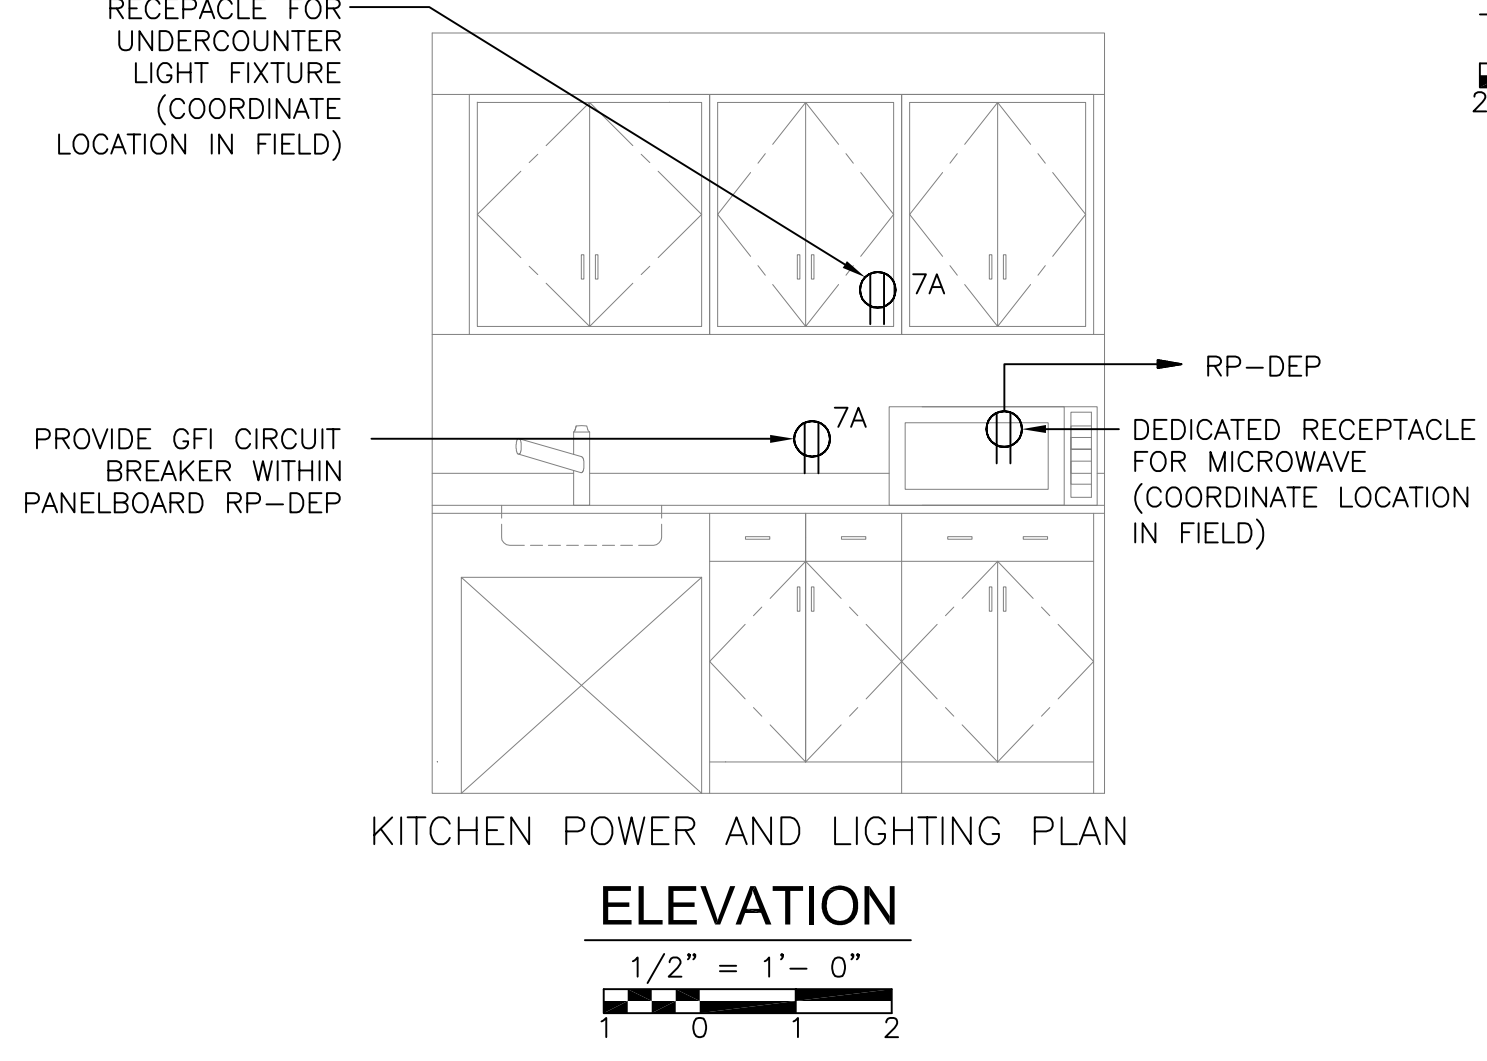 RECEPACLE FOR
UNDERCOUNTER
LIGHT FIXTURE
(COORDINATE
LOCATION IN FIELD)
2
7A
RP-DEP
7A
PROVIDE GFI CIRCUIT
BREAKER WITHIN
PANELBOARD RP-DEP
DEDICATED RECEPTACLE
FOR MICROWAVE
(COORDINATE LOCATION
IN FIELD)
KITCHEN POWER AND LIGHTING PLAN
ELEVATION
1/2" = 1'- 0"
1 0 1 2